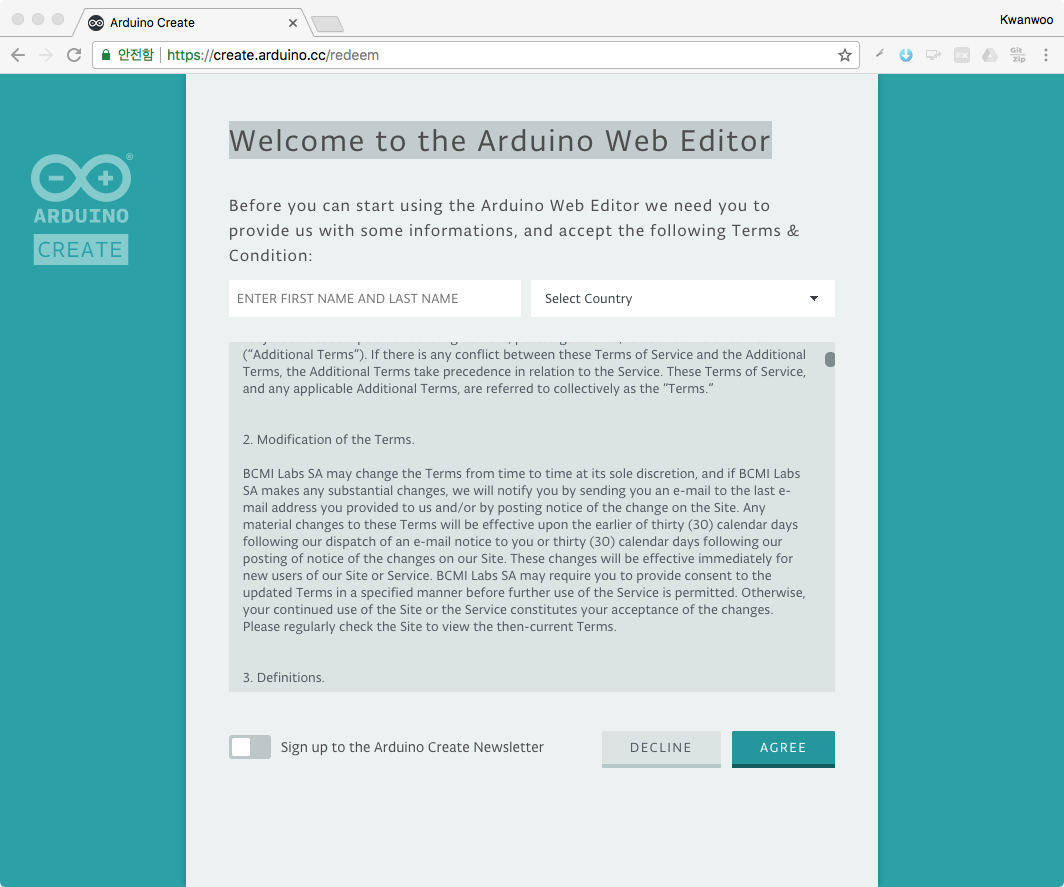 Arduino Create
Kwanwoo
안전함 https://create.arduino.cc/redeem
Git
Zip
Welcome to the Arduino Web Editor
ARDUINO
CREATE
Before you can start using the Arduino Web Editor we need you to
provide us with some informations, and accept the following Terms &
Condition:
ENTER FIRST NAME AND LAST NAME
Select Country
(“Additional Terms”). If there is any conflict between these Terms of Service and the Additional
Terms, the Additional Terms take precedence in relation to the Service. These Terms of Service,
and any applicable Additional Terms, are referred to collectively as the “Terms.”
2. Modification of the Terms.
BCMI Labs SA may change the Terms from time to time at its sole discretion, and if BCMI Labs
SA makes any substantial changes, we will notify you by sending you an e-mail to the last e-
mail address you provided to us and/or by posting notice of the change on the Site. Any
material changes to these Terms will be effective upon the earlier of thirty (30) calendar days
following our dispatch of an e-mail notice to you or thirty (30) calendar days following our
posting of notice of the changes on our Site. These changes will be effective immediately for
new users of our Site or Service. BCMI Labs SA may require you to provide consent to the
updated Terms in a specified manner before further use of the Service is permitted. Otherwise,
your continued use of the Site or the Service constitutes your acceptance of the changes.
Please regularly check the Site to view the then-current Terms.
3. Definitions.
Sign up to the Arduino Create Newsletter
DECLINE
AGREE